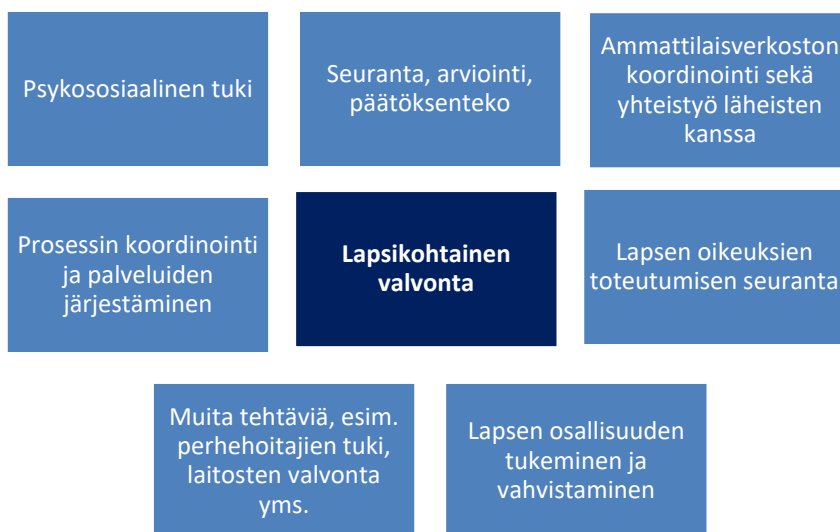 Psykososiaalinen tuki
Seuranta, arviointi,
päätöksenteko
Ammattilaisverkoston
koordinointi sekä
yhteistyö läheisten
kanssa
Prosessin koordinointi
ja palveluiden
järjestäminen
Lapsikohtainen
valvonta
Lapsen oikeuksien
toteutumisen seuranta
Muita tehtäviä, esim.
perhehoitajien tuki,
laitosten valvonta
yms.
Lapsen osallisuuden
tukeminen ja
vahvistaminen